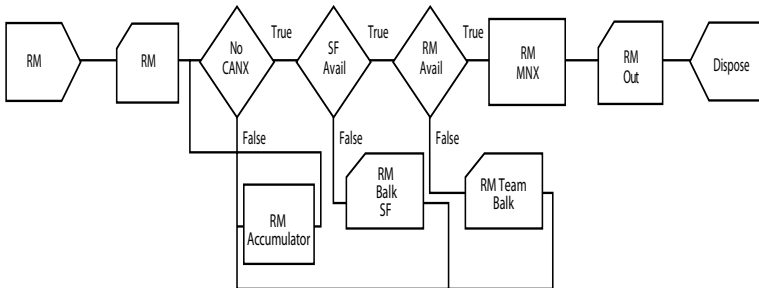 RM
RM
No
CANX
True
SF
Avail
True
RM
Avail
True
RM
MNX
RM
Out
Dispose
False
False
False
RM
Accumulator
RM
Balk
SF
RM Team
Balk